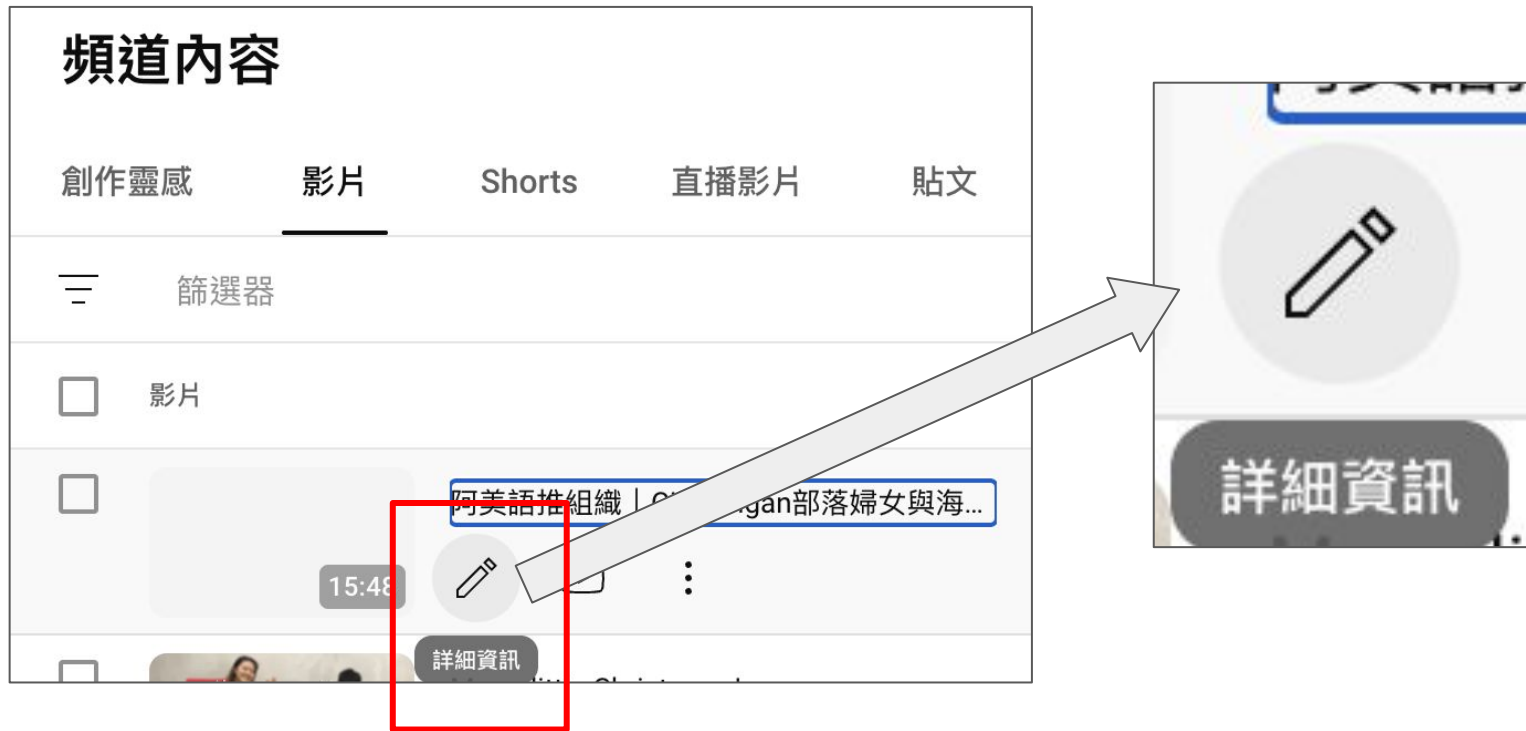 頻道內容
創作靈感 影片 Shorts 直播影片 貼文
篩選器
影片
阿美語推組織｜ gan部落婦女與海...
15:48
詳細資訊
詳細資訊